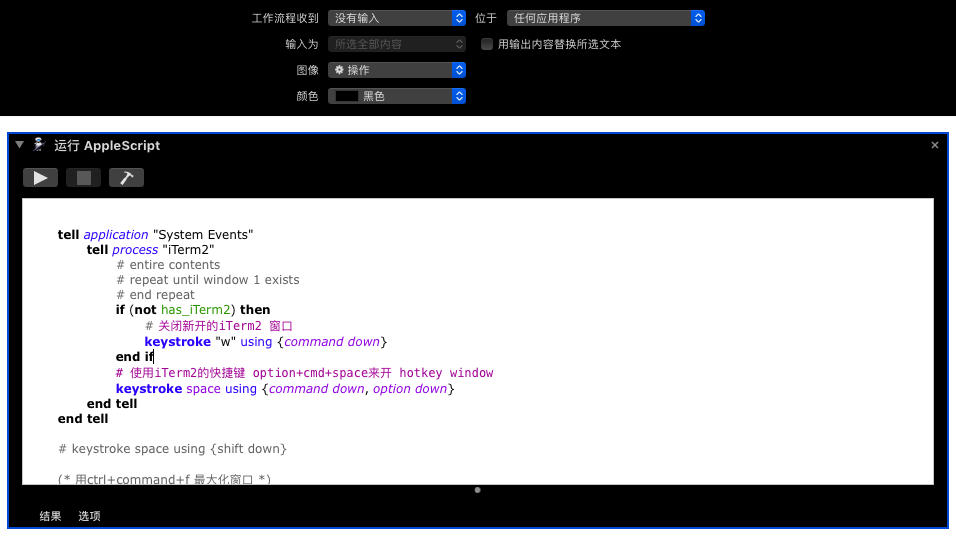 工作流程收到 没有输入 位于 任何应用程序
输入为 所选全部内容 用输出内容替换所选文本
图像 操作
颜色 黑色
运行 AppleScript
tell application "System Events"
tell process "iTerm2"
# entire contents
# repeat until window 1 exists
# end repeat
if (not has_iTerm2) then
# 关闭新开的iTerm2 窗口
keystroke "w" using {command down}
end if
# 使用iTerm2的快捷键 option+cmd+space来开 hotkey window
keystroke space using {command down, option down}
end tell
end tell
# keystroke space using {shift down}
(* 用ctrl+command+f 最大化窗口 *)
结果 选项